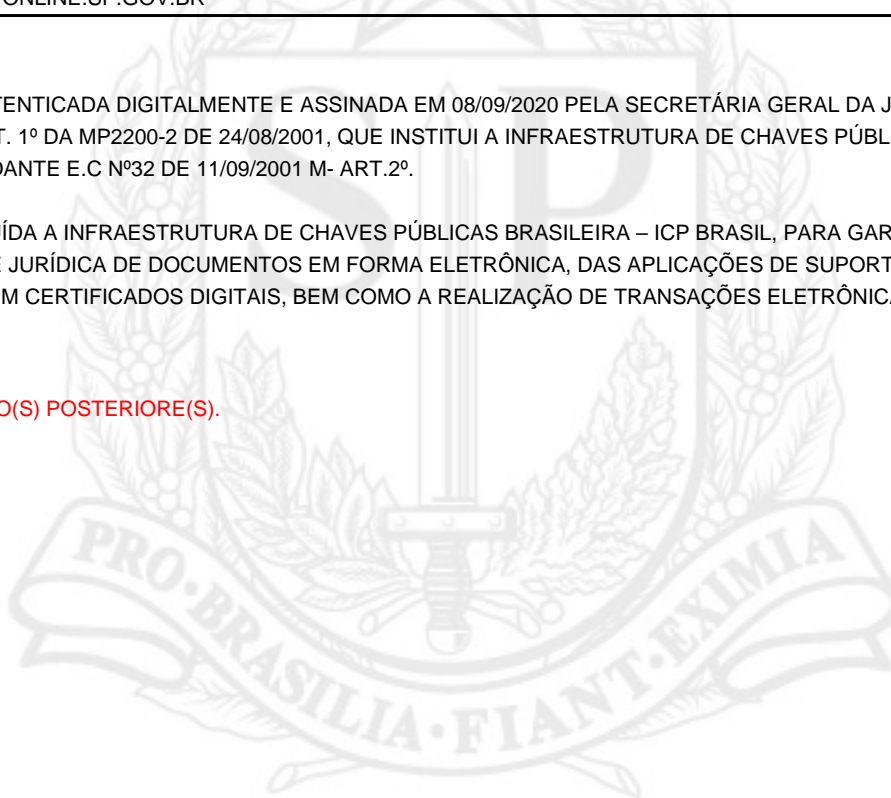 ONLINE.SP.GOV.BR
TENTICADA DIGITALMENTE E ASSINADA EM 08/09/2020 PELA SECRETÁRIA GERAL DA J
T. 1º DA MP2200-2 DE 24/08/2001, QUE INSTITUI A INFRAESTRUTURA DE CHAVES PÚBL
DANTE E.C Nº32 DE 11/09/2001 M- ART.2º.
UÍDA A INFRAESTRUTURA DE CHAVES PÚBLICAS BRASILEIRA – ICP BRASIL, PARA GAR
E JURÍDICA DE DOCUMENTOS EM FORMA ELETRÔNICA, DAS APLICAÇÕES DE SUPORT
M CERTIFICADOS DIGITAIS, BEM COMO A REALIZAÇÃO DE TRANSAÇÕES ELETRÔNICA
O(S) POSTERIORE(S).
SP
PRO·BRASILIA·FIANT·EXIMIA